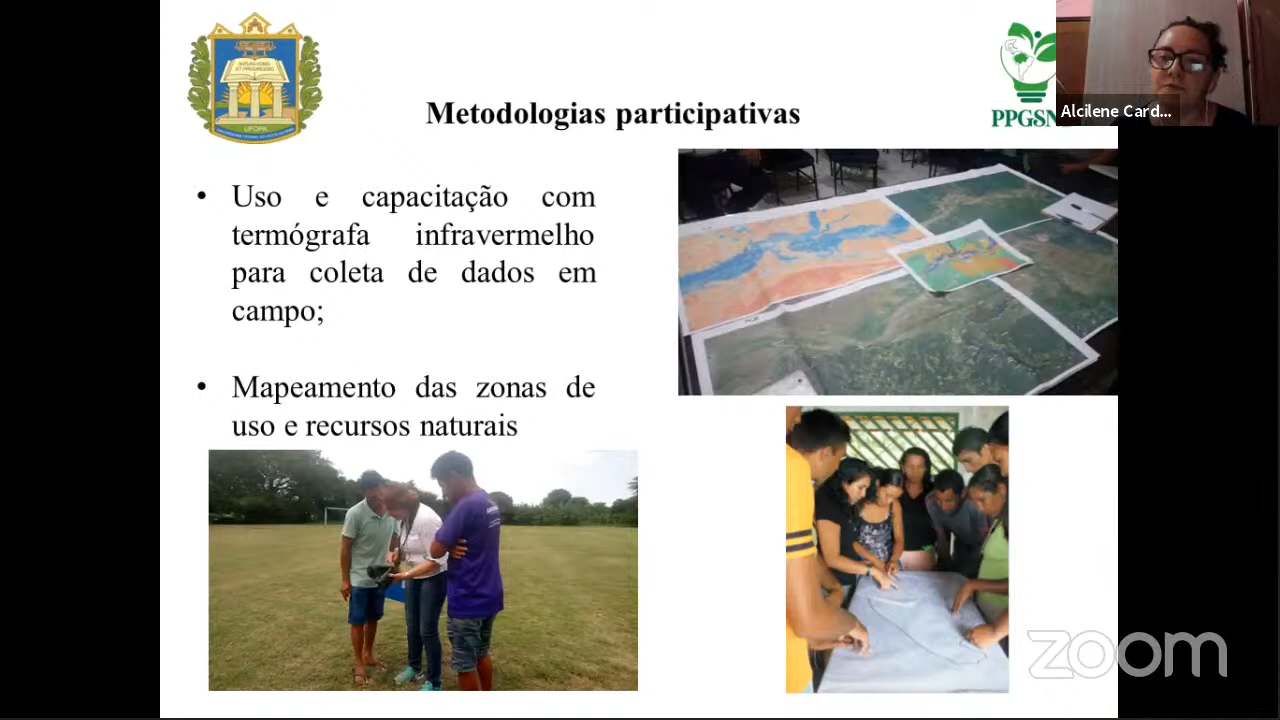 UFOPA
Metodologias participativas
PPGSN
Alcilene Card...
• Uso e capacitação com
termógrafa infravermelho
para coleta de dados em
campo;
• Mapeamento das zonas de
uso e recursos naturais
zoom